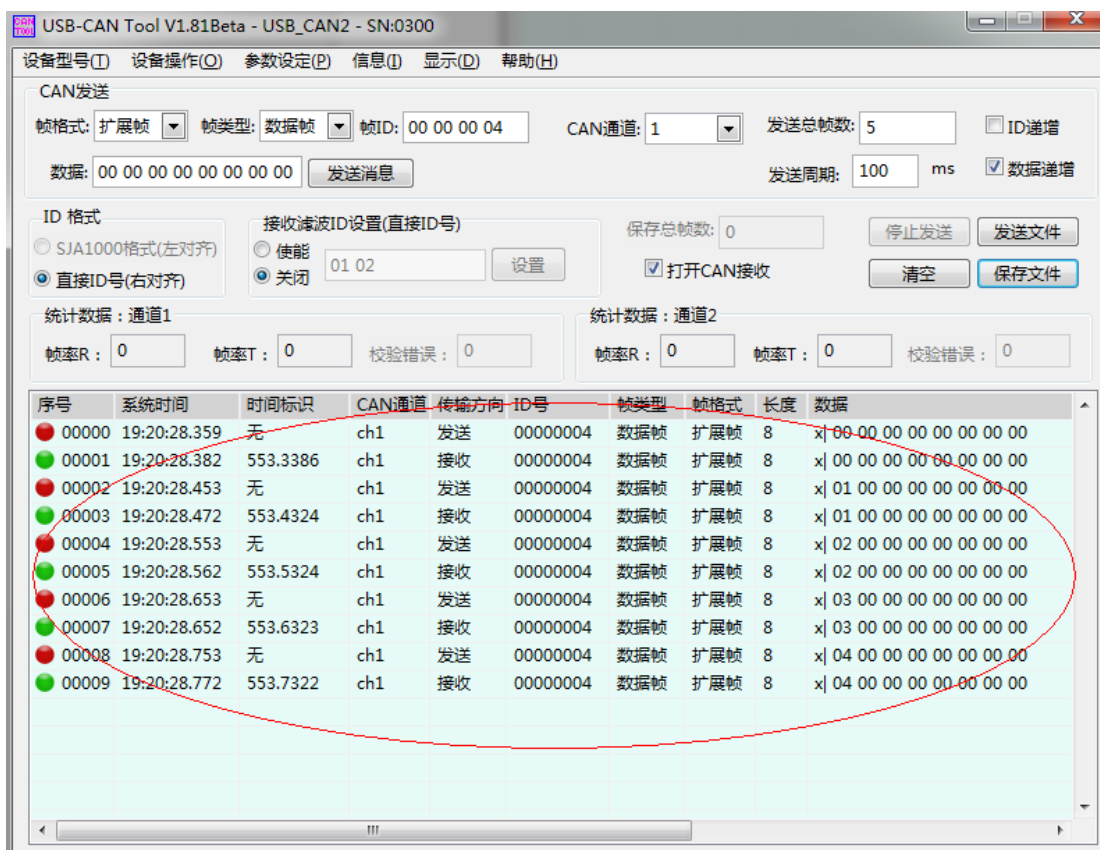 USB-CAN Tool V1.81Beta - USB_CAN2 - SN:0300
设备型号(T) 设备操作(O) 参数设定(P) 信息(I) 显示(D) 帮助(H)
CAN发送
帧格式: 扩展帧 帧类型: 数据帧 帧ID: 00 00 00 04 CAN通道: 1 发送总帧数: 5 ID递增
数据: 00 00 00 00 00 00 00 00 发送消息 发送周期: 100 ms 数据递增
ID 格式
SJA1000格式(左对齐)
直接ID号(右对齐)
接收滤波ID设置(直接ID号)
使能
关闭
01 02 设置
保存总帧数: 0 停止发送 发送文件
打开CAN接收 清空 保存文件
统计数据：通道1
帧率R： 0 帧率T： 0 校验错误： 0
统计数据：通道2
帧率R： 0 帧率T： 0 校验错误： 0
序号 系统时间 时间标识 CAN通道 传输方向 ID号 帧类型 帧格式 长度 数据
00000 19:20:28.359 无 ch1 发送 00000004 数据帧 扩展帧 8 x| 00 00 00 00 00 00 00 00
00001 19:20:28.382 553.3386 ch1 接收 00000004 数据帧 扩展帧 8 x| 00 00 00 00 00 00 00 00
00002 19:20:28.453 无 ch1 发送 00000004 数据帧 扩展帧 8 x| 01 00 00 00 00 00 00 00
00003 19:20:28.472 553.4324 ch1 接收 00000004 数据帧 扩展帧 8 x| 01 00 00 00 00 00 00 00
00004 19:20:28.553 无 ch1 发送 00000004 数据帧 扩展帧 8 x| 02 00 00 00 00 00 00 00
00005 19:20:28.562 553.5324 ch1 接收 00000004 数据帧 扩展帧 8 x| 02 00 00 00 00 00 00 00
00006 19:20:28.653 无 ch1 发送 00000004 数据帧 扩展帧 8 x| 03 00 00 00 00 00 00 00
00007 19:20:28.652 553.6323 ch1 接收 00000004 数据帧 扩展帧 8 x| 03 00 00 00 00 00 00 00
00008 19:20:28.753 无 ch1 发送 00000004 数据帧 扩展帧 8 x| 04 00 00 00 00 00 00 00
00009 19:20:28.772 553.7322 ch1 接收 00000004 数据帧 扩展帧 8 x| 04 00 00 00 00 00 00 00